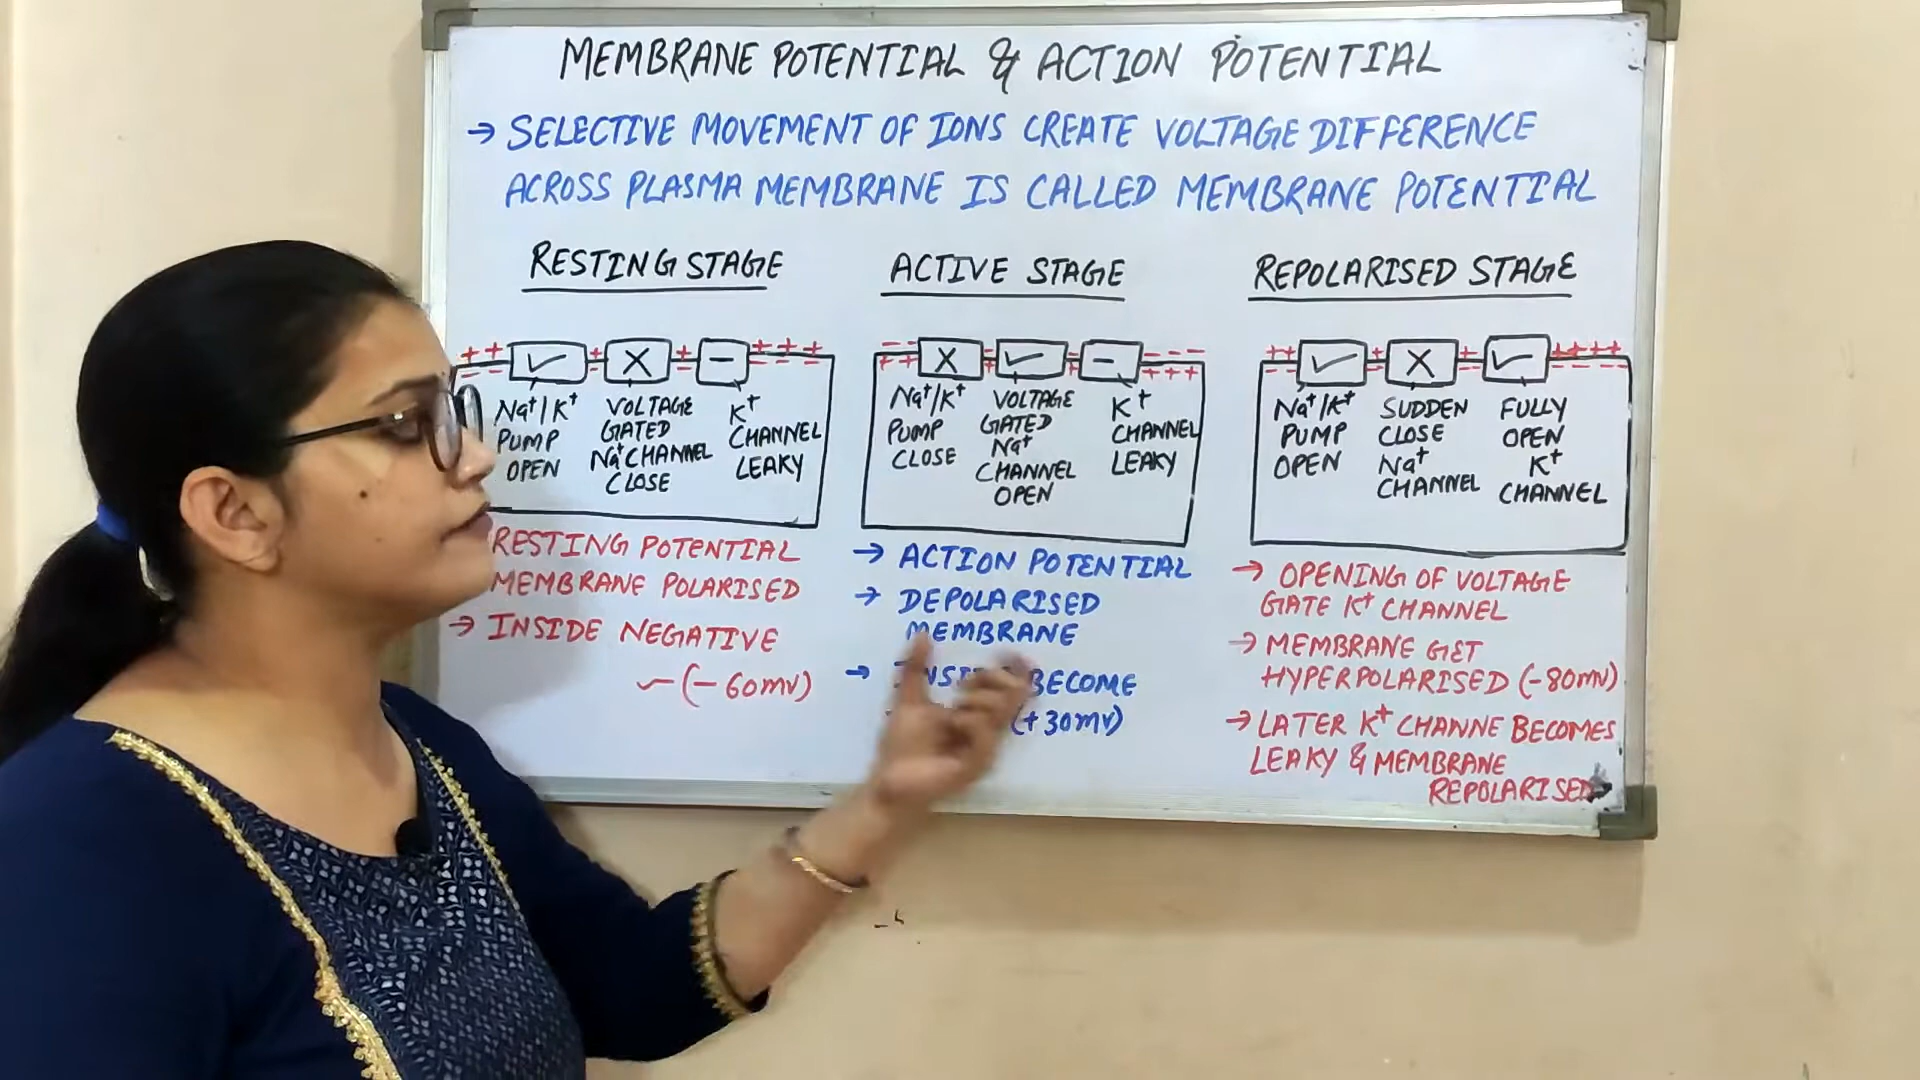 MEMBRANE POTENTIAL & ACTION POTENTIAL
→ SELECTIVE MOVEMENT OF IONS CREATE VOLTAGE DIFFERENCE
ACROSS PLASMA MEMBRANE IS CALLED MEMBRANE POTENTIAL
RESTING STAGE
Na+/K+
PUMP
OPEN
VOLTAGE
GATED
Na+ CHANNEL
CLOSE
K+
CHANNEL
LEAKY
RESTING POTENTIAL
MEMBRANE POLARISED
→ INSIDE NEGATIVE
(-60mv)
ACTIVE STAGE
Na+/K+
PUMP
CLOSE
VOLTAGE
GATED
Na+
CHANNEL
OPEN
K+
CHANNEL
LEAKY
→ ACTION POTENTIAL
→ DEPOLARISED
MEMBRANE
→ BECOME
(+30mv)
REPOLARISED STAGE
Na+/K+
PUMP
OPEN
SUDDEN
CLOSE
Na+
CHANNEL
FULLY
OPEN
K+
CHANNEL
→ OPENING OF VOLTAGE
GATE K+ CHANNEL
→ MEMBRANE GET
HYPERPOLARISED (-80mv)
→ LATER K+ CHANNE BECOMES
LEAKY & MEMBRANE
REPOLARISED